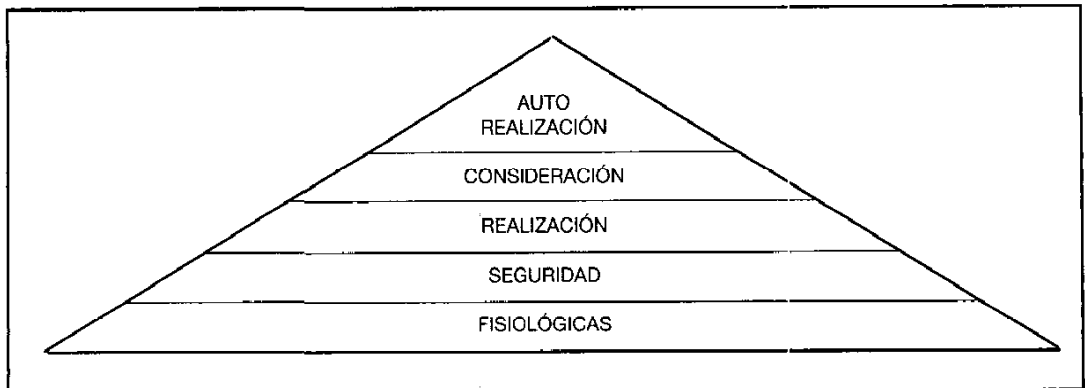 AUTO
REALIZACIÓN
CONSIDERACIÓN
REALIZACIÓN
SEGURIDAD
FISIOLÓGICAS